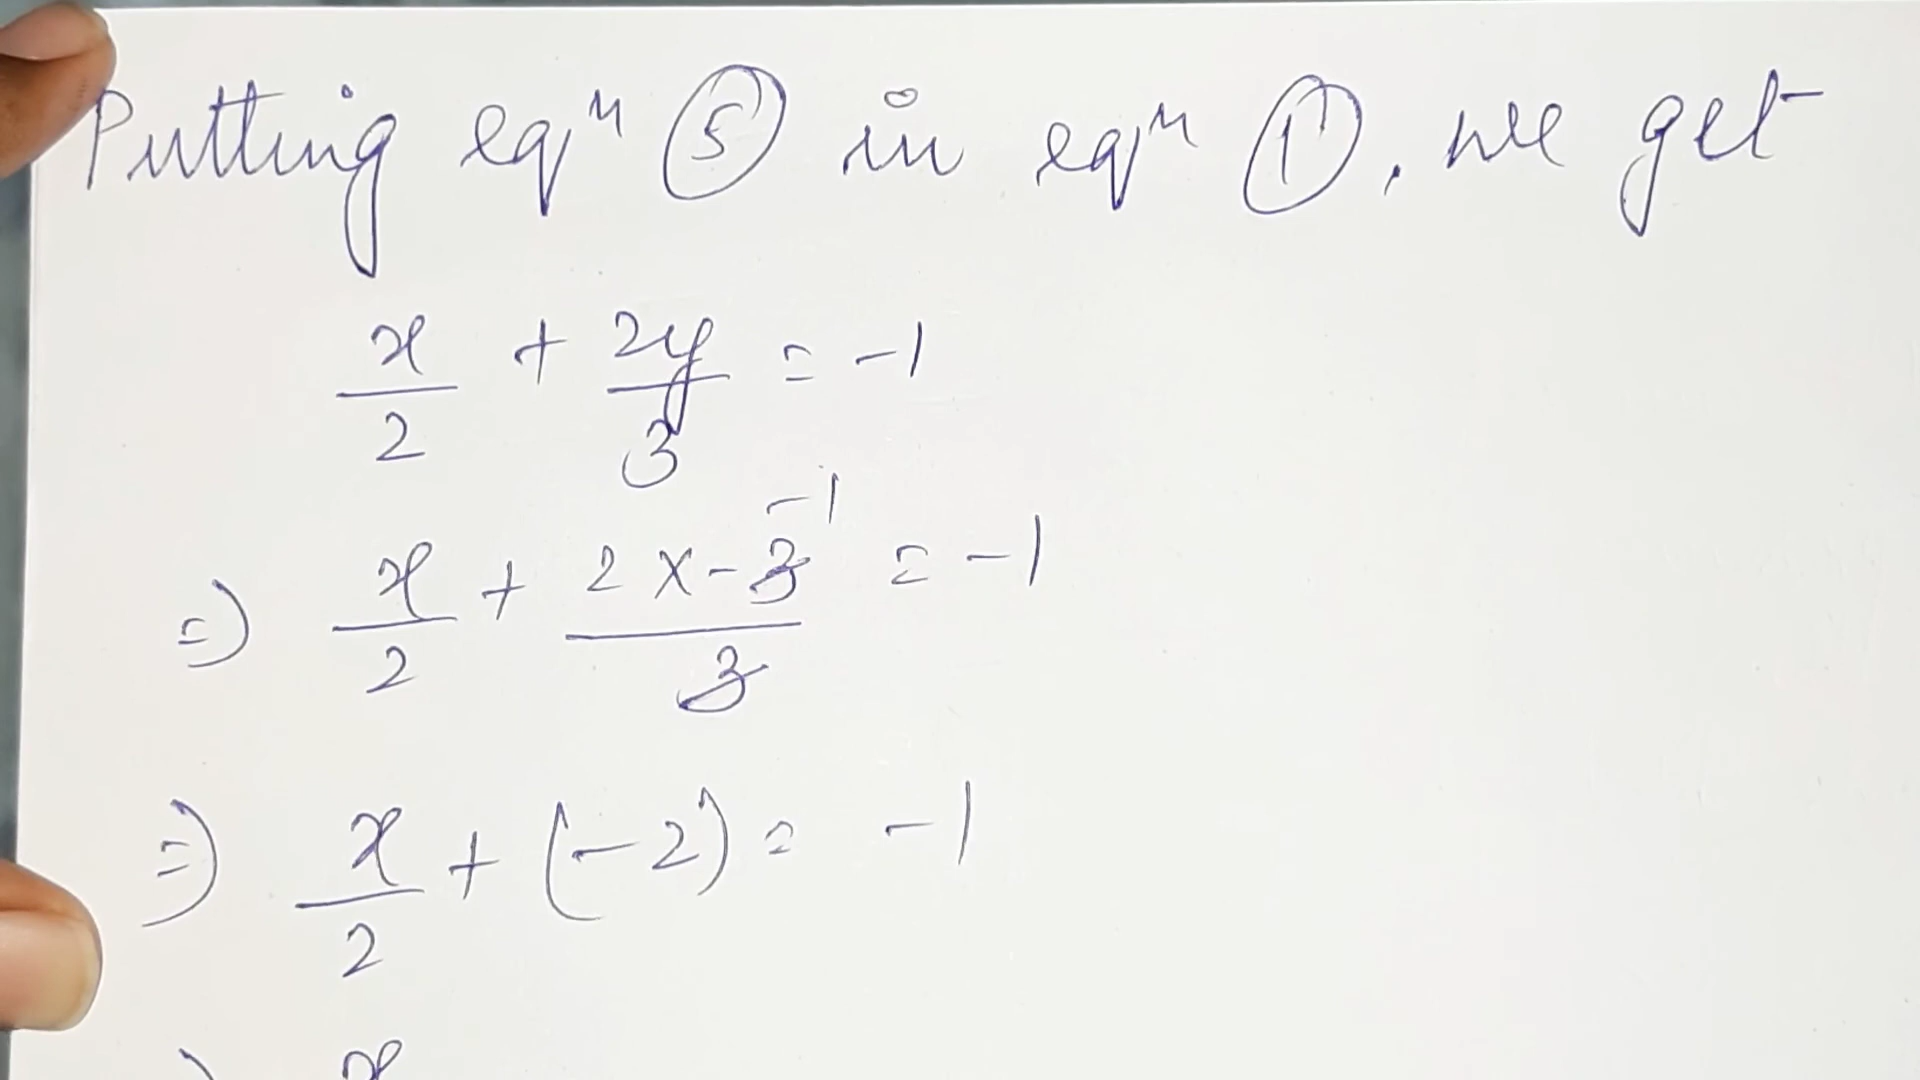 Putting eqⁿ ⑤ in eqⁿ ①, we get
x/2 + 2y/3 = -1
=) x/2 + 2 x -3/3 = -1
-1
=) x/2 + (-2) = -1
=) x